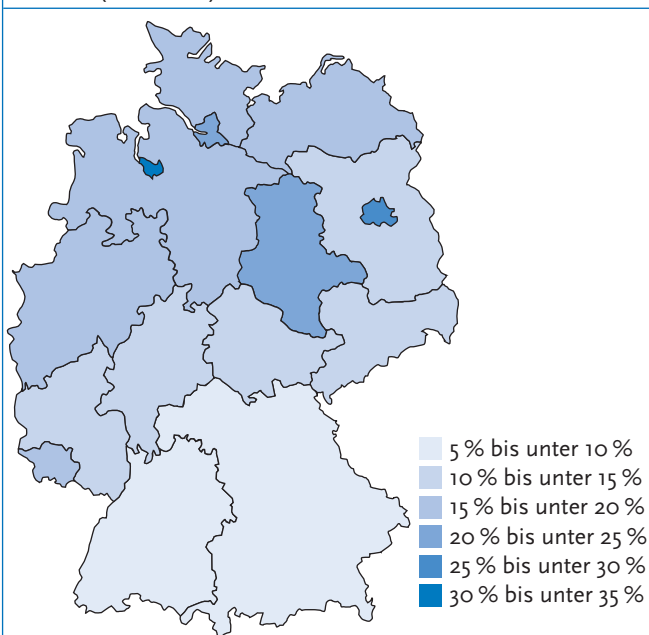 5 % bis unter 10 %
10 % bis unter 15 %
15 % bis unter 20 %
20 % bis unter 25 %
25 % bis unter 30 %
30 % bis unter 35 %